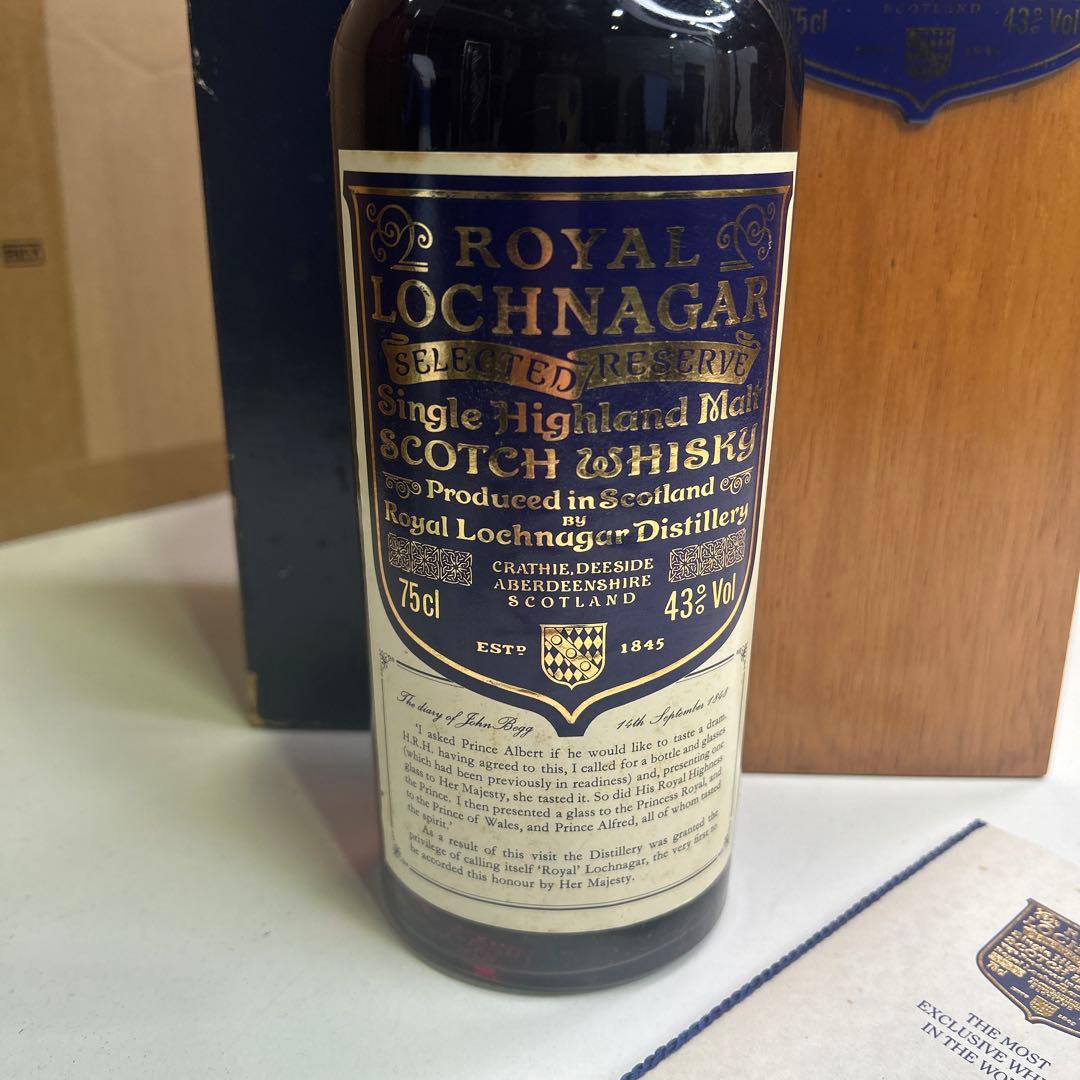 ROYAL
LOCHNAGAR
SELECTED RESERVE
Single Highland Malt
SCOTCH WHISKY
Produced in Scotland
BY
Royal Lochnagar Distillery
CRATHIE, DEESIDE
ABERDEENSHIRE
SCOTLAND
75cl
43% Vol
ESTD 1845
The diary of John Begg 14th September 1848
'I asked Prince Albert if he would like to taste a dram.
H.R.H. having agreed to this, I called for a bottle and glasses
(which had been previously in readiness) and, presenting one
glass to Her Majesty, she tasted it. So did His Royal Highness
the Prince. I then presented a glass to the Princess Royal, and
to the Prince of Wales, and Prince Alfred, all of whom tasted
the spirit.'
As a result of this visit the Distillery was granted the
privilege of calling itself 'Royal' Lochnagar, the very first to
be accorded this honour by Her Majesty.
SCOTLAND
75cl
43% Vol
THE MOST
EXCLUSIVE
IN THE